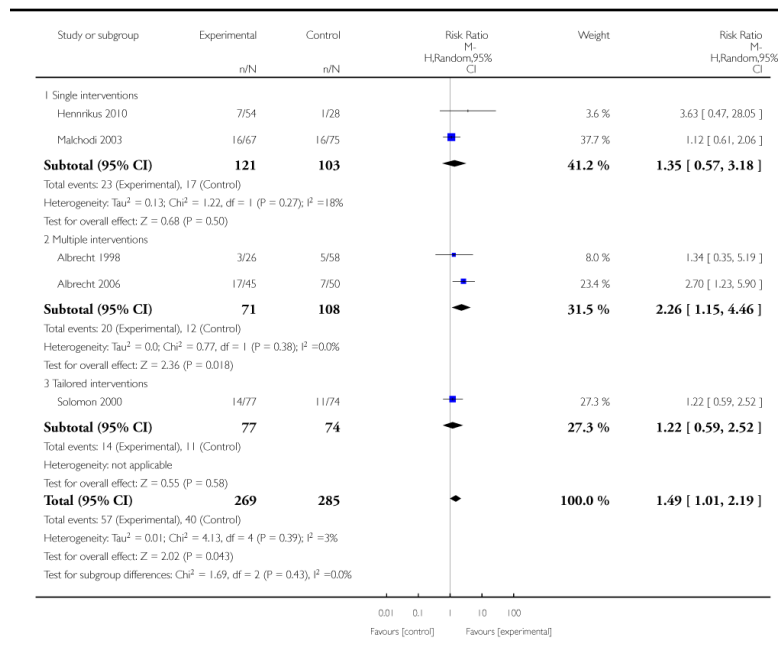 Study or subgroup Experimental Control Risk Ratio Weight Risk Ratio
M- M-
H,Random,95% H,Random,95%
n/N n/N CI CI
1 Single interventions
Hennrikus 2010 7/54 1/28 3.6 % 3.63 [ 0.47, 28.05 ]
Malchodi 2003 16/67 16/75 37.7 % 1.12 [ 0.61, 2.06 ]
Subtotal (95% CI) 121 103 41.2 % 1.35 [ 0.57, 3.18 ]
Total events: 23 (Experimental), 17 (Control)
Heterogeneity: Tau² = 0.13; Chi² = 1.22, df = 1 (P = 0.27); I² =18%
Test for overall effect: Z = 0.68 (P = 0.50)
2 Multiple interventions
Albrecht 1998 3/26 5/58 8.0 % 1.34 [ 0.35, 5.19 ]
Albrecht 2006 17/45 7/50 23.4 % 2.70 [ 1.23, 5.90 ]
Subtotal (95% CI) 71 108 31.5 % 2.26 [ 1.15, 4.46 ]
Total events: 20 (Experimental), 12 (Control)
Heterogeneity: Tau² = 0.0; Chi² = 0.77, df = 1 (P = 0.38); I² =0.0%
Test for overall effect: Z = 2.36 (P = 0.018)
3 Tailored interventions
Solomon 2000 14/77 11/74 27.3 % 1.22 [ 0.59, 2.52 ]
Subtotal (95% CI) 77 74 27.3 % 1.22 [ 0.59, 2.52 ]
Total events: 14 (Experimental), 11 (Control)
Heterogeneity: not applicable
Test for overall effect: Z = 0.55 (P = 0.58)
Total (95% CI) 269 285 100.0 % 1.49 [ 1.01, 2.19 ]
Total events: 57 (Experimental), 40 (Control)
Heterogeneity: Tau² = 0.01; Chi² = 4.13, df = 4 (P = 0.39); I² =3%
Test for overall effect: Z = 2.02 (P = 0.043)
Test for subgroup differences: Chi² = 1.69, df = 2 (P = 0.43), I² =0.0%
0.01 0.1 1 10 100
Favours [control] Favours [experimental]